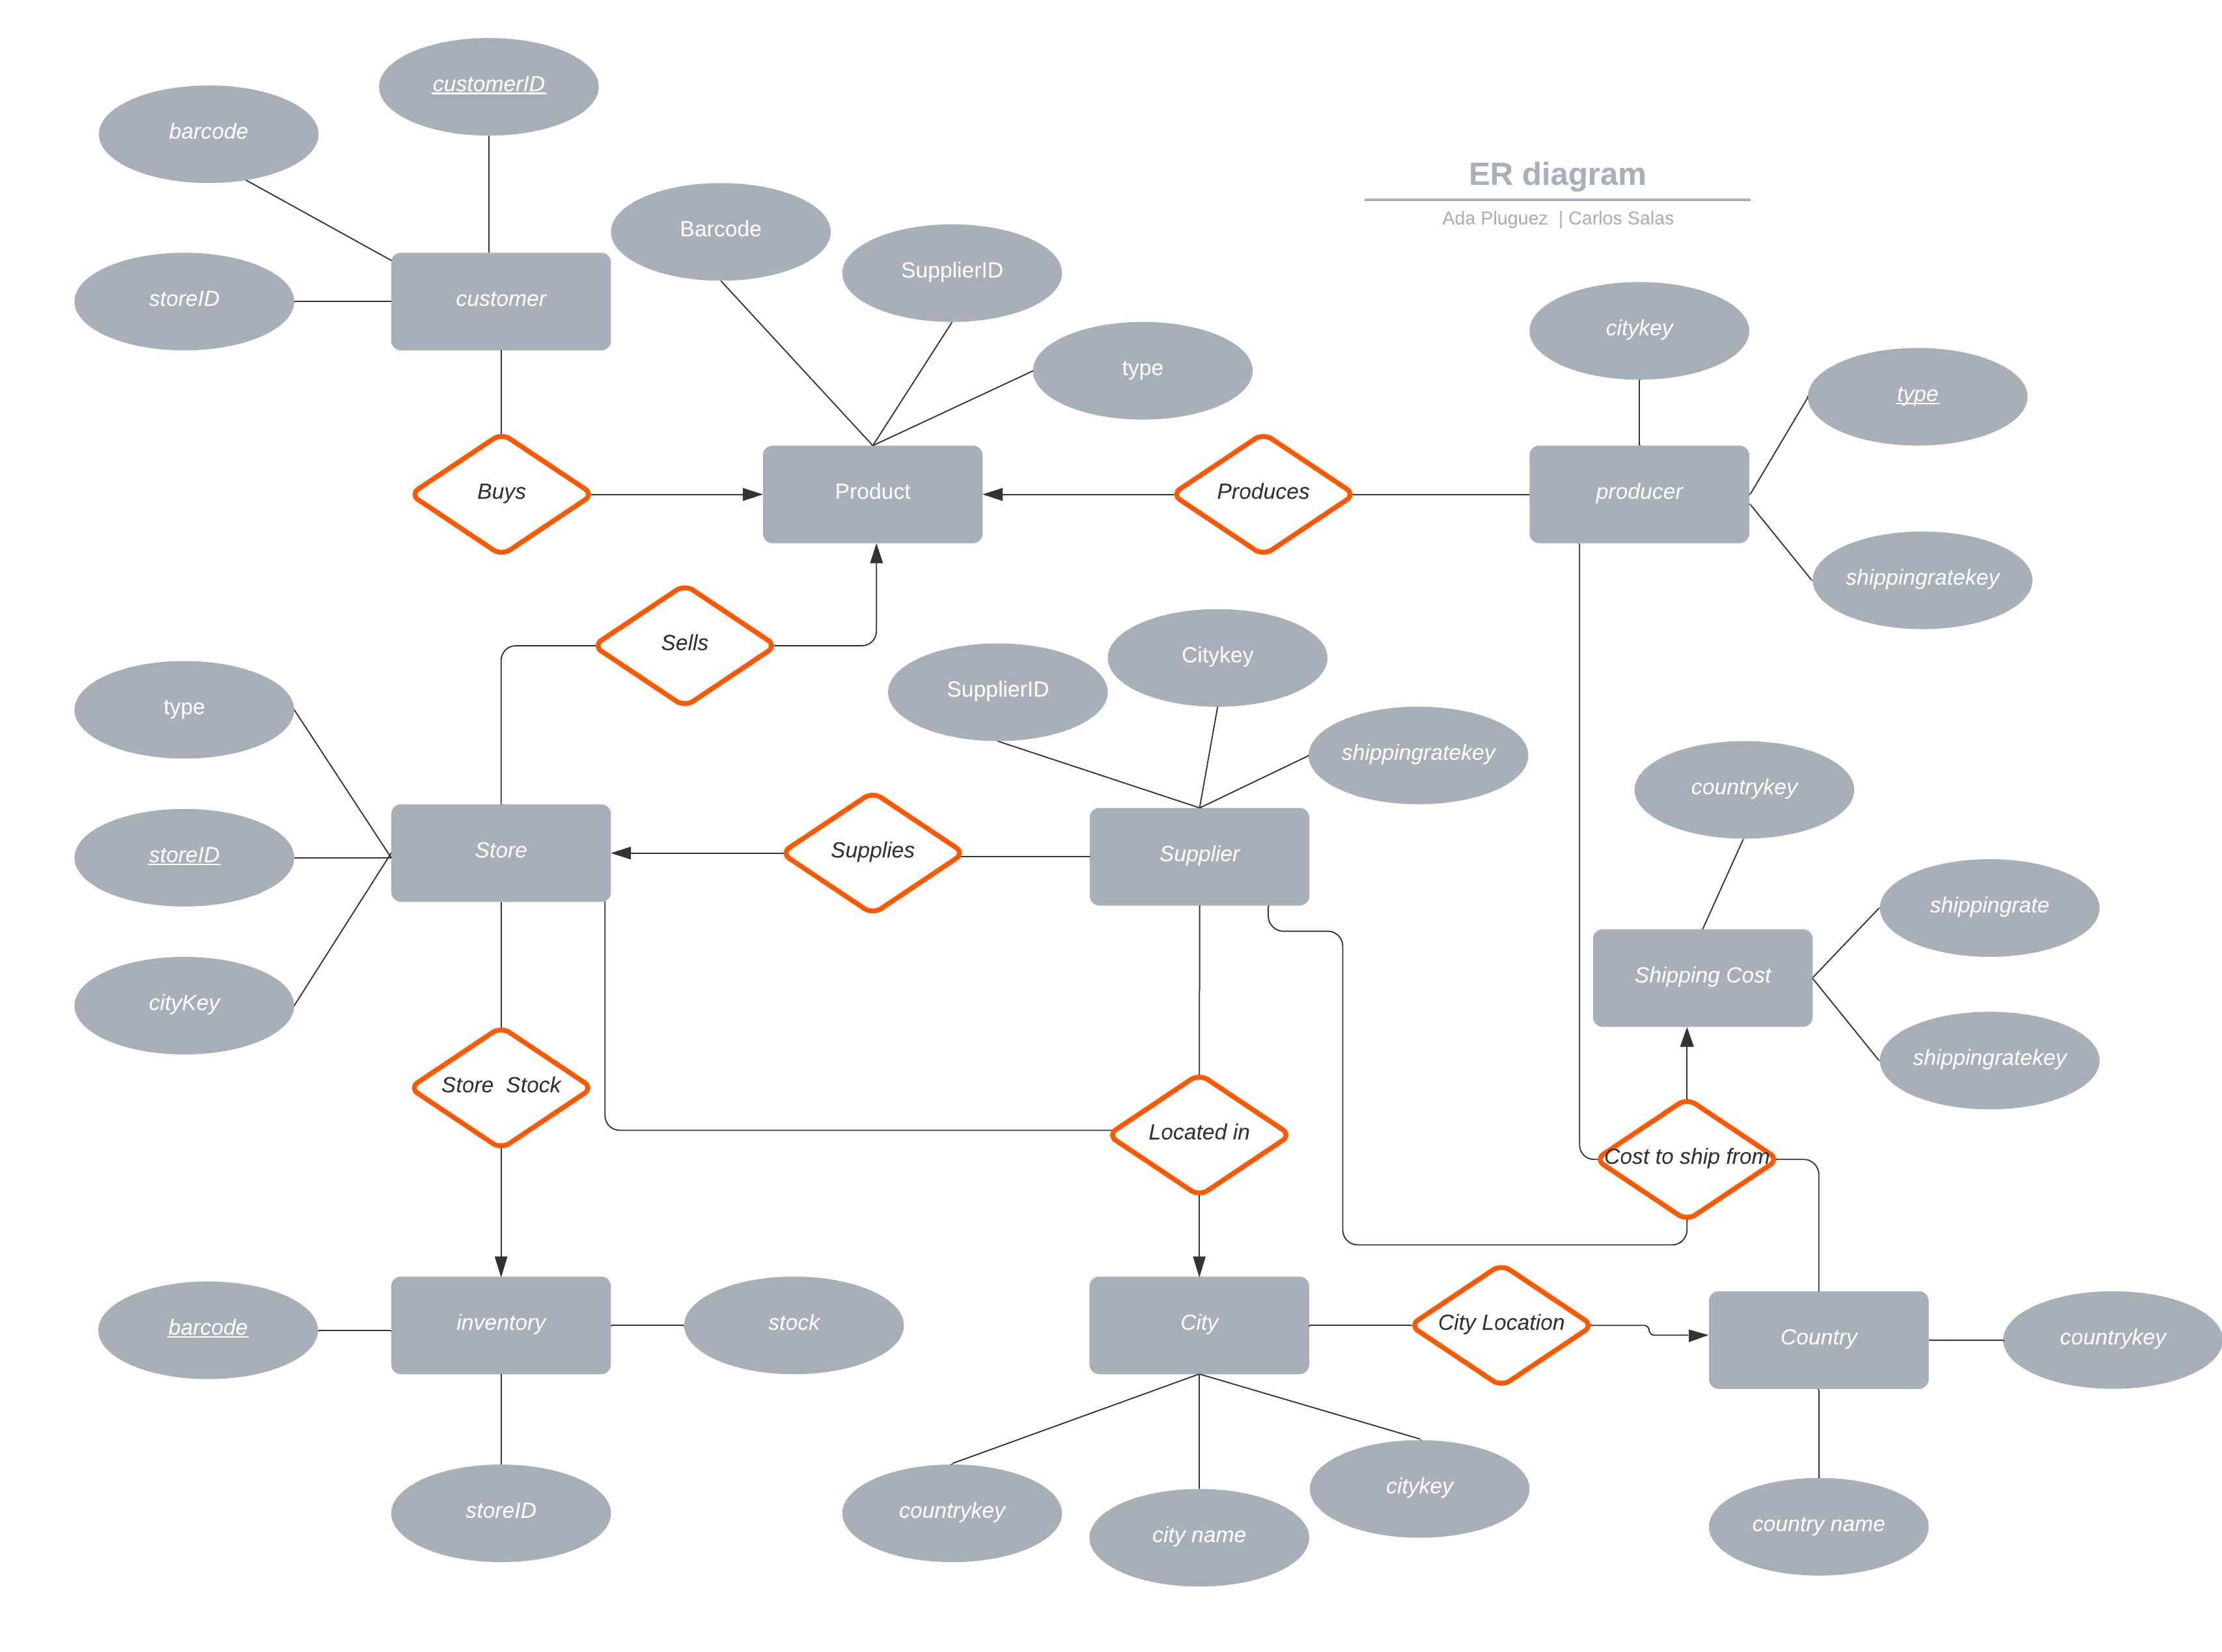 customerID
barcode
ER diagram
Ada Pluguez  | Carlos Salas
Barcode
SupplierID
storeID
customer
citykey
type
type
Buys
Product
Produces
producer
shippingratekey
Sells
Citykey
SupplierID
type
shippingratekey
countrykey
storeID
Store
Supplies
Supplier
shippingrate
Shipping Cost
cityKey
shippingratekey
Store  Stock
Located in
Cost to ship from
barcode
inventory
stock
City
City Location
Country
countrykey
storeID
countrykey
city name
citykey
country name